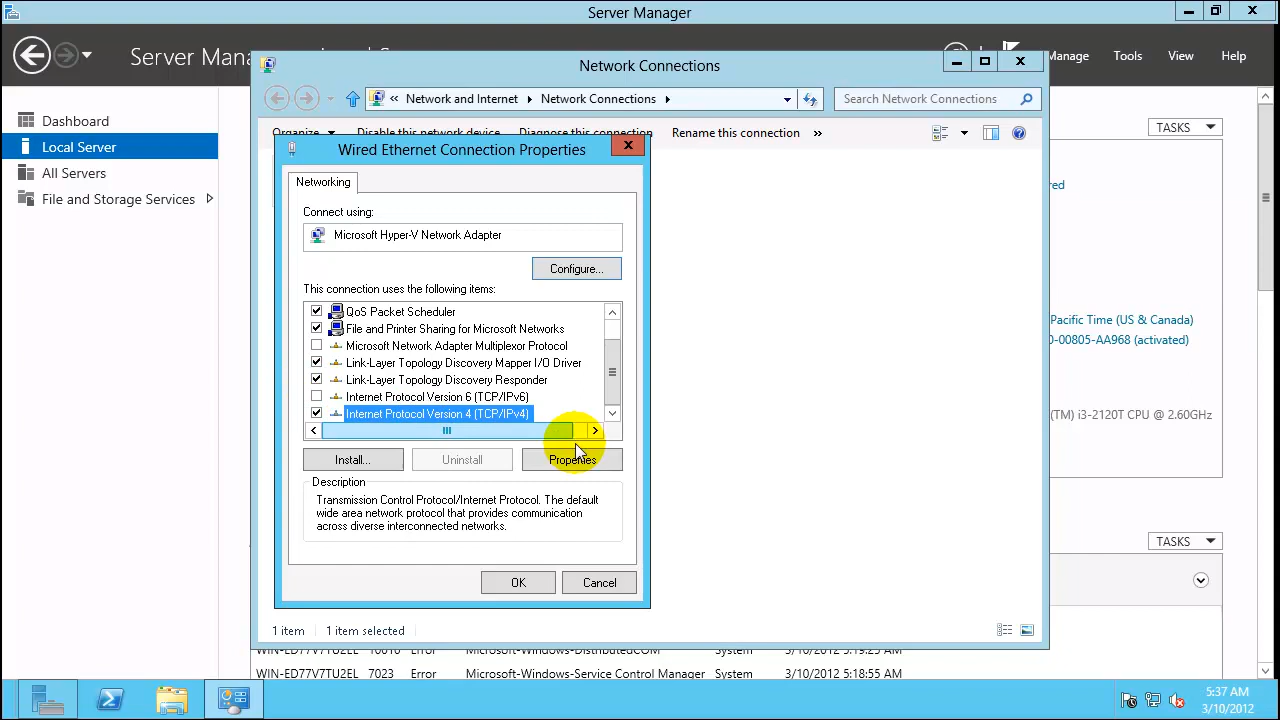 Server Manager
Server Mana
Manage
Tools
View
Help
Network Connections
« Network and Internet
Network Connections
Search Network Connections
Organize
Disable this network device
Diagnose this connection
Rename this connection
»
Dashboard
Local Server
All Servers
File and Storage Services
Wired Ethernet Connection Properties
Networking
Connect using:
Microsoft Hyper-V Network Adapter
Configure...
This connection uses the following items:
QoS Packet Scheduler
File and Printer Sharing for Microsoft Networks
Microsoft Network Adapter Multiplexor Protocol
Link-Layer Topology Discovery Mapper I/O Driver
Link-Layer Topology Discovery Responder
Internet Protocol Version 6 (TCP/IPv6)
Internet Protocol Version 4 (TCP/IPv4)
Install...
Uninstall
Properties
Description
Transmission Control Protocol/Internet Protocol. The default
wide area network protocol that provides communication
across diverse interconnected networks.
OK
Cancel
TASKS
red
Pacific Time (US & Canada)
0-00805-AA968 (activated)
(TM) i3-2120T CPU @ 2.60GHz
TASKS
1 item
1 item selected
WIN-ED77V7TU2EL 10010 Error Microsoft-Windows-DistributedCOM System 3/10/2012 5:19:25 AM
WIN-ED77V7TU2EL 7023 Error Microsoft-Windows-Service Control Manager System 3/10/2012 5:18:55 AM
5:37 AM
3/10/2012